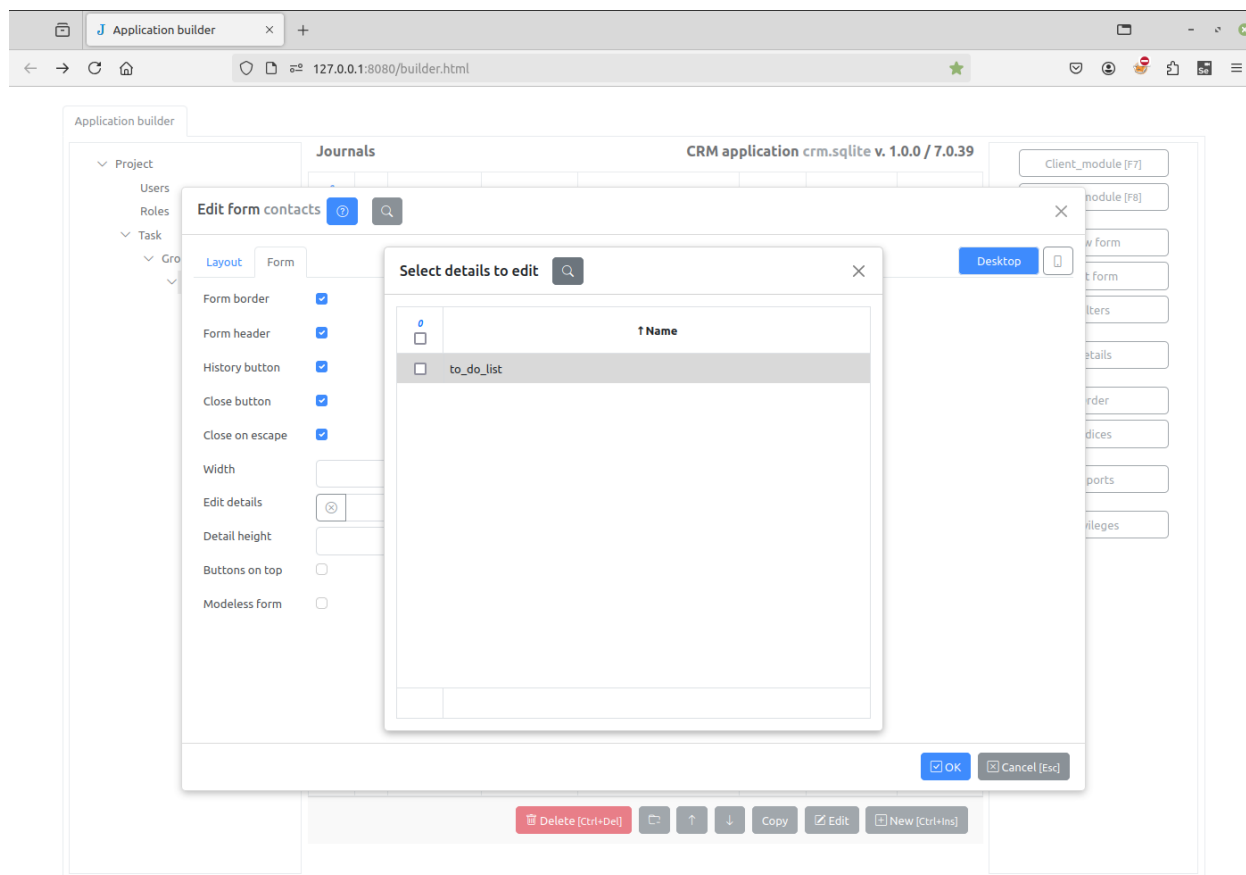 J Application builder
127.0.0.1:8080/builder.html
Application builder
Project
Users
Roles
Task
Gro
Journals
CRM application crm.sqlite v. 1.0.0 / 7.0.39
Client_module [F7]
module [F8]
w form
t form
lters
etails
rder
dices
ports
vileges
Edit form contacts
Layout
Form
Desktop
Form border
Form header
History button
Close button
Close on escape
Width
Edit details
Detail height
Buttons on top
Modeless form
Select details to edit
0
↑ Name
to_do_list
OK
Cancel [Esc]
Delete [Ctrl+Del]
↑
↓
Copy
Edit
New [Ctrl+Ins]